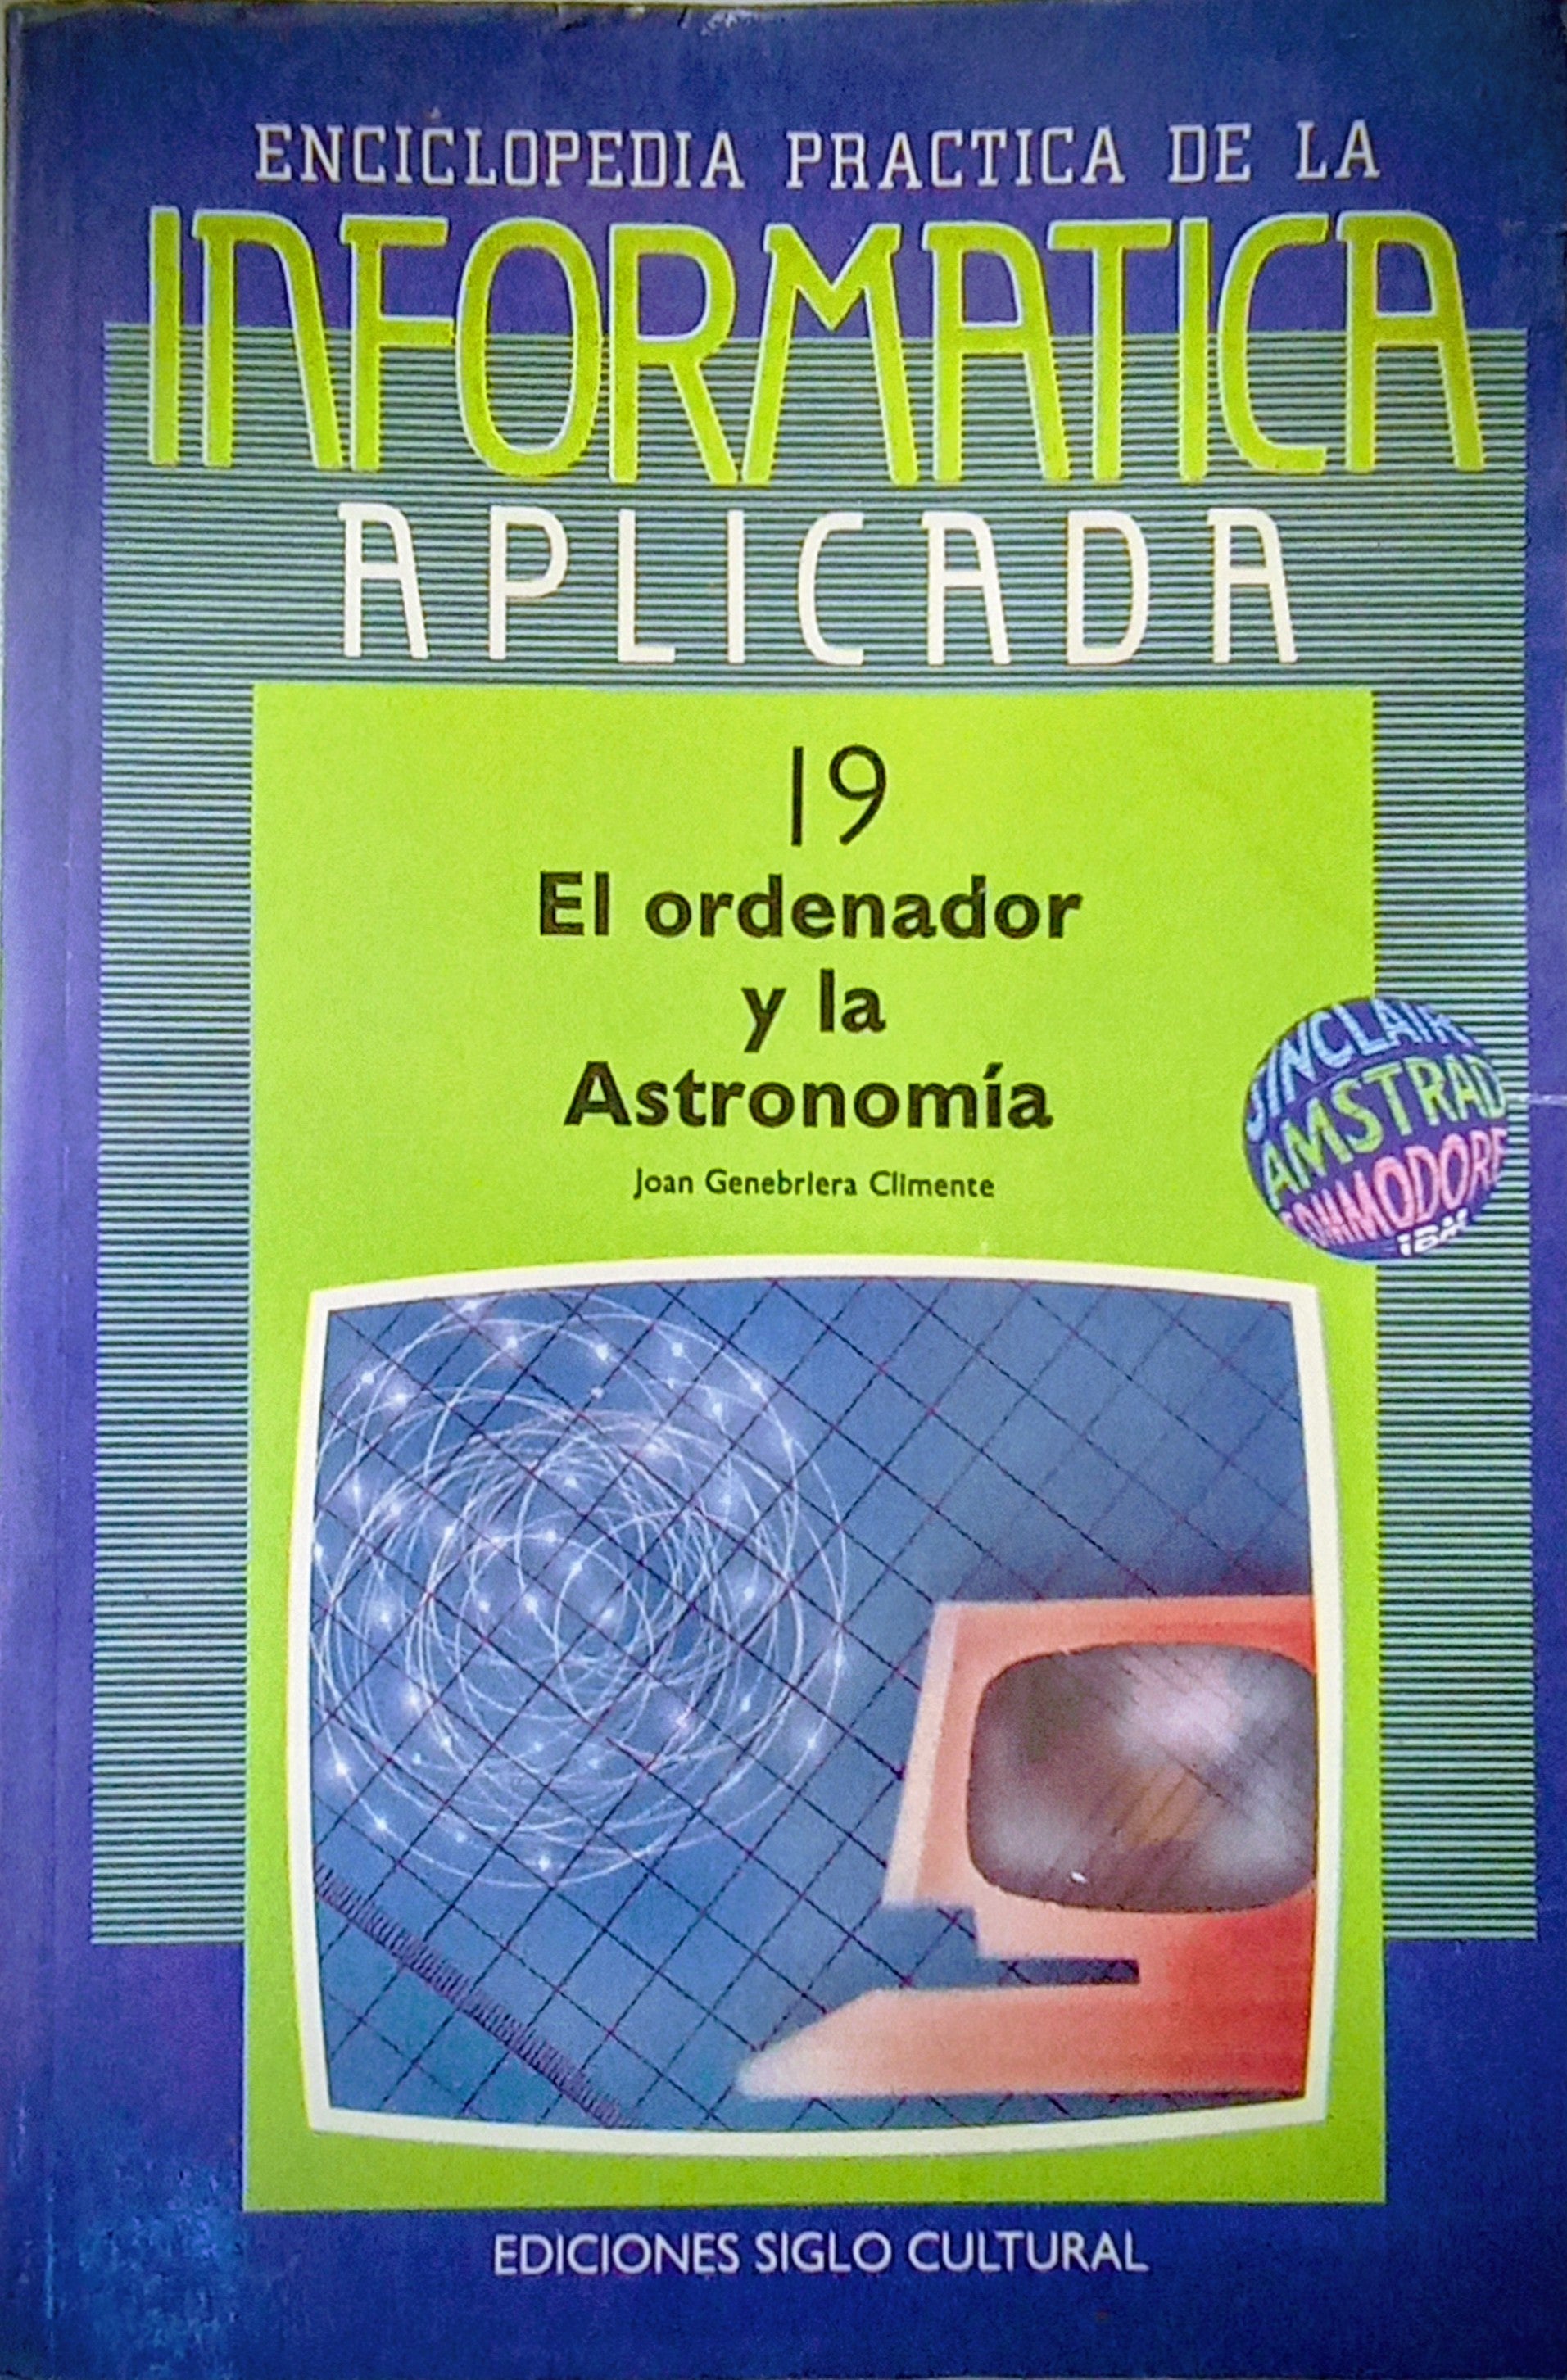 ENCICLOPEDIA PRACTICA DE LA
INFORMATICA
APLICADA
19
El ordenador
y la
Astronomía
Joan Genebriera Climente
SINCLAIR
AMSTRAD
COMMODORE
IBM
EDICIONES SIGLO CULTURAL